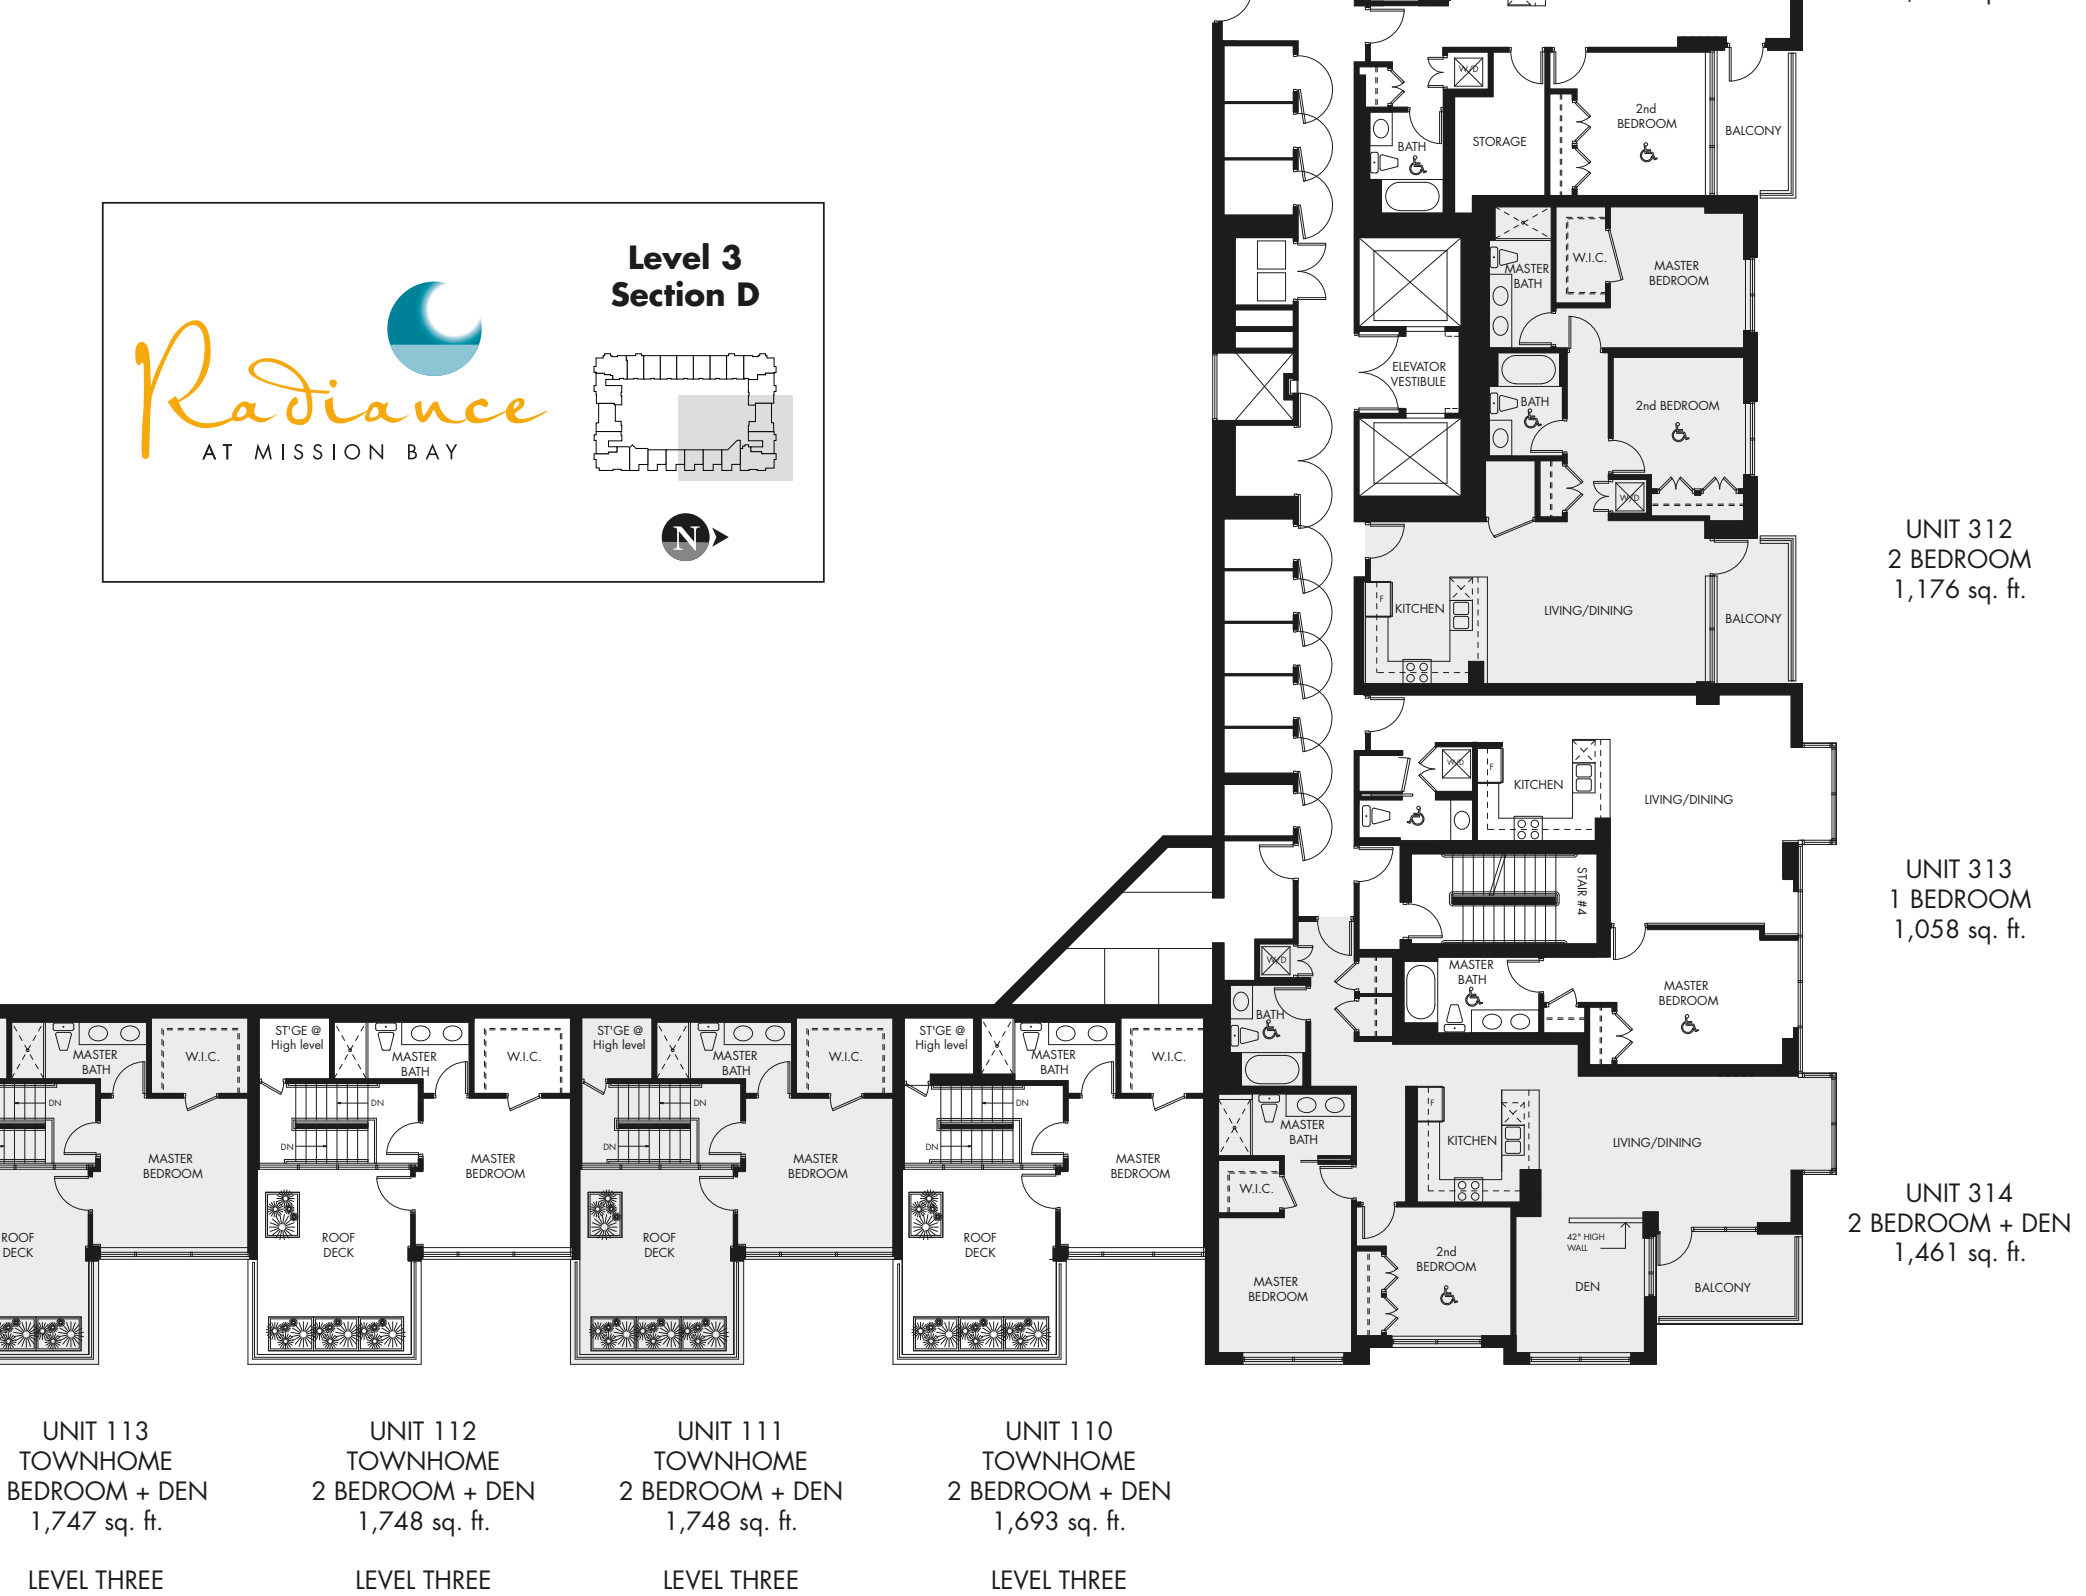 Level 3
Section D
Radiance
AT MISSION BAY
N
W/D
2nd
BEDROOM
BALCONY
STORAGE
BATH
MASTER
BATH
W.I.C.
MASTER
BEDROOM
ELEVATOR
VESTIBULE
BATH
2nd BEDROOM
W/D
F
KITCHEN
LIVING/DINING
BALCONY
UNIT 312
2 BEDROOM
1,176 sq. ft.
W/D
F
KITCHEN
LIVING/DINING
STAIR #4
MASTER
BATH
MASTER
BEDROOM
UNIT 313
1 BEDROOM
1,058 sq. ft.
W/D
BATH
MASTER
BATH
W.I.C.
MASTER
BEDROOM
F
KITCHEN
LIVING/DINING
2nd
BEDROOM
42" HIGH
WALL
DEN
BALCONY
UNIT 314
2 BEDROOM + DEN
1,461 sq. ft.
MASTER
BATH
W.I.C.
DN
MASTER
BEDROOM
ROOF
DECK
ST'GE @
High level
MASTER
BATH
W.I.C.
DN
DN
MASTER
BEDROOM
ROOF
DECK
ST'GE @
High level
MASTER
BATH
W.I.C.
DN
DN
MASTER
BEDROOM
ROOF
DECK
ST'GE @
High level
MASTER
BATH
W.I.C.
DN
DN
MASTER
BEDROOM
ROOF
DECK
UNIT 113
TOWNHOME
BEDROOM + DEN
1,747 sq. ft.
LEVEL THREE
UNIT 112
TOWNHOME
2 BEDROOM + DEN
1,748 sq. ft.
LEVEL THREE
UNIT 111
TOWNHOME
2 BEDROOM + DEN
1,748 sq. ft.
LEVEL THREE
UNIT 110
TOWNHOME
2 BEDROOM + DEN
1,693 sq. ft.
LEVEL THREE